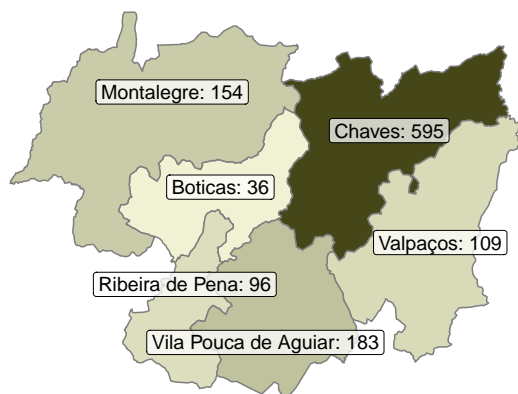 Montalegre: 154
Chaves: 595
Boticas: 36
Valpaços: 109
Ribeira de Pena: 96
Vila Pouca de Aguiar: 183